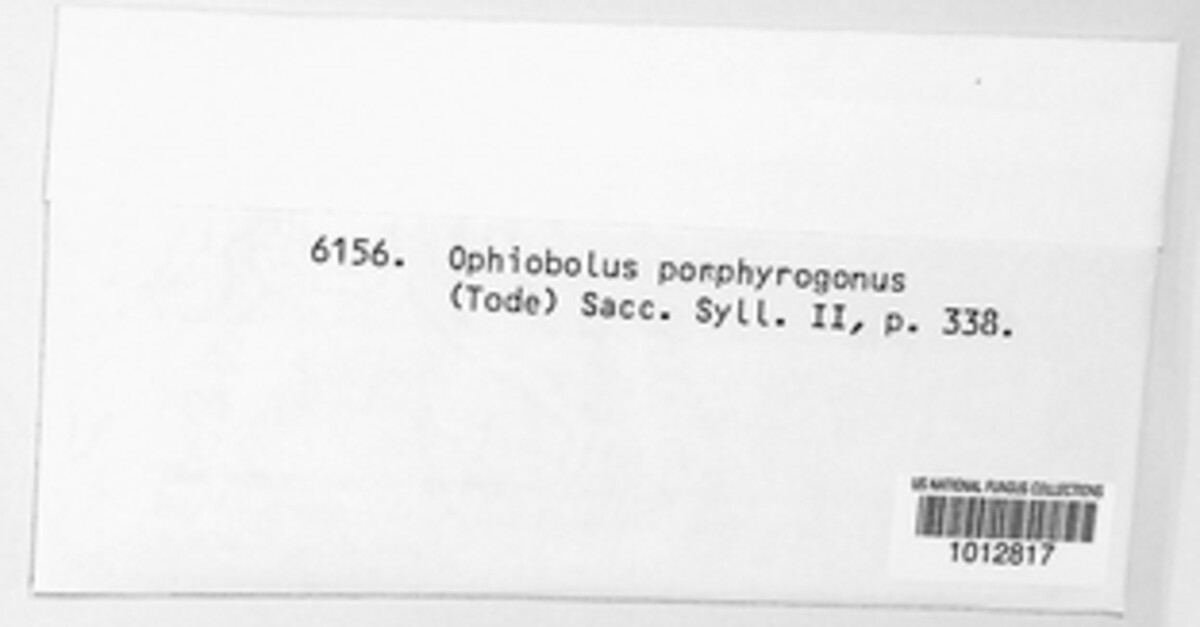 6156. Ophiobolus porphyrogonus
(Tode) Sacc. Syll. II, p. 338.
US NATIONAL FUNGUS COLLECTIONS
1012817